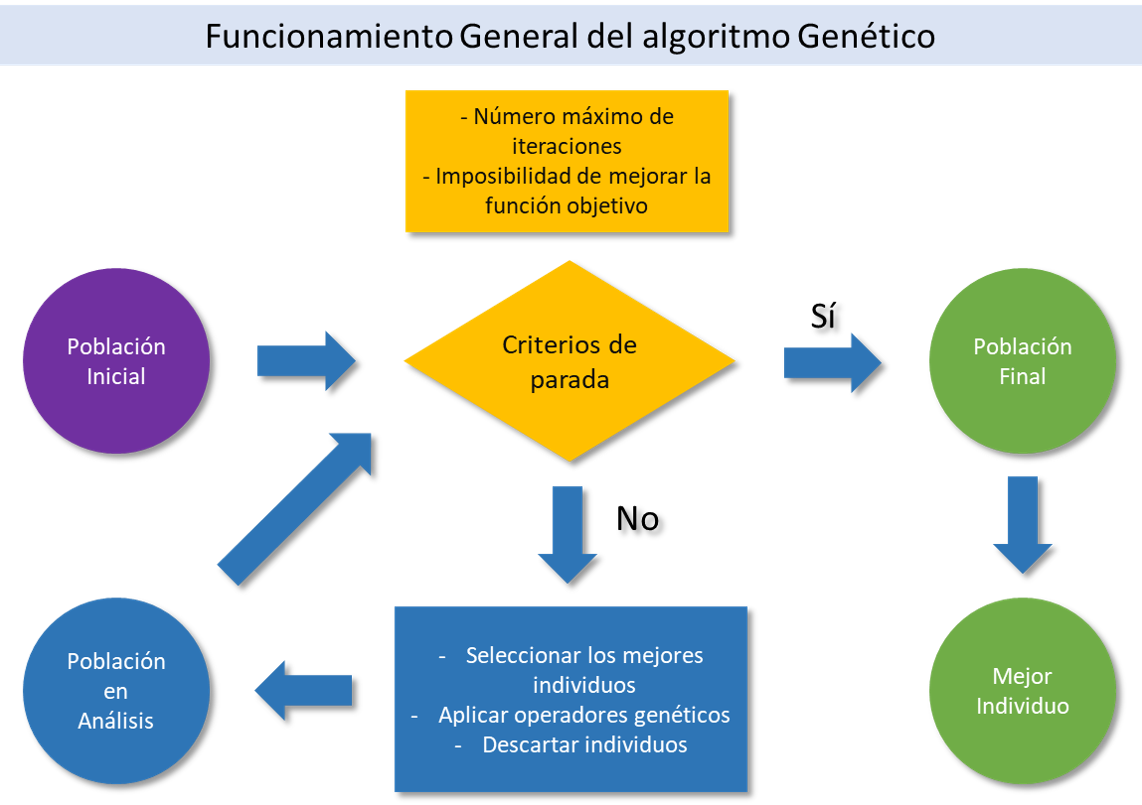 Funcionamiento General del algoritmo Genético
- Número máximo de
iteraciones
- Imposibilidad de mejorar la
función objetivo
Población
Inicial
Criterios de
parada
Sí
Población
Final
No
Población
en
Análisis
- Seleccionar los mejores
individuos
- Aplicar operadores genéticos
- Descartar individuos
Mejor
Individuo